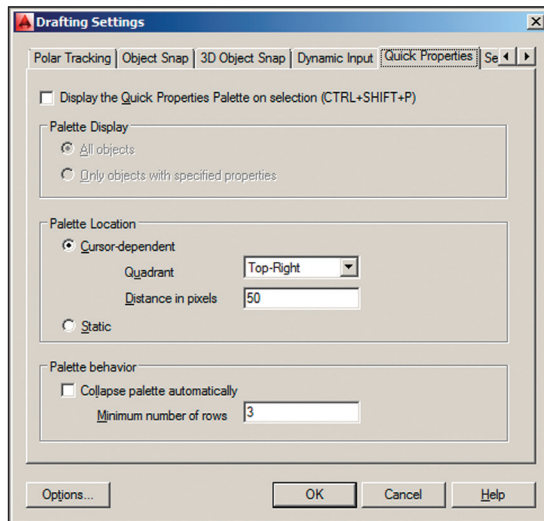 Drafting Settings
Polar Tracking Object Snap 3D Object Snap Dynamic Input Quick Properties Se
Display the Quick Properties Palette on selection (CTRL+SHIFT+P)
Palette Display
All objects
Only objects with specified properties
Palette Location
Cursor-dependent
Quadrant Top-Right
Distance in pixels 50
Static
Palette behavior
Collapse palette automatically
Minimum number of rows 3
Options... OK Cancel Help